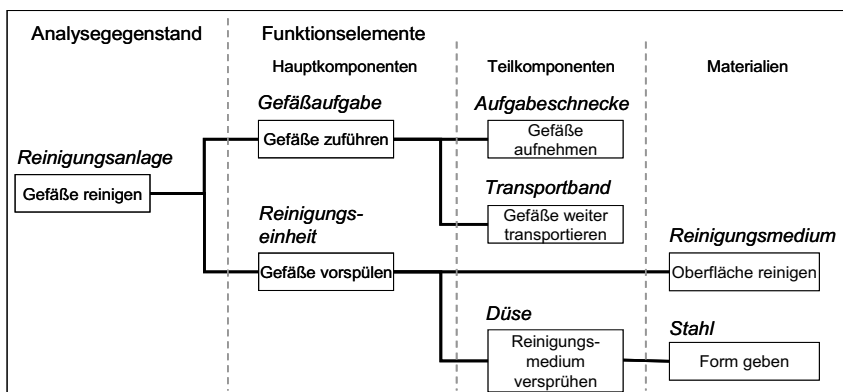 Analysegegenstand
Funktionselemente
Hauptkomponenten
Teilkomponenten
Materialien
Gefäßaufgabe
Aufgabeschnecke
Gefäße zuführen
Gefäße
aufnehmen
Reinigungsanlage
Gefäße reinigen
Transportband
Gefäße weiter
transportieren
Reinigungs-
einheit
Gefäße vorspülen
Reinigungsmedium
Oberfläche reinigen
Düse
Reinigungs-
medium
versprühen
Stahl
Form geben